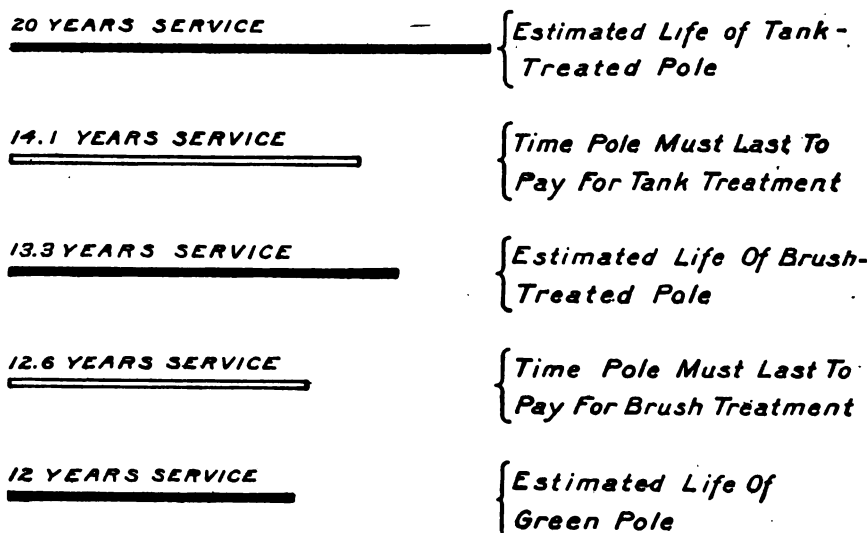 20 YEARS SERVICE
Estimated Life of Tank-
Treated Pole
14.1 YEARS SERVICE
Time Pole Must Last To
Pay For Tank Treatment
13.3 YEARS SERVICE
Estimated Life Of Brush-
Treated Pole
12.6 YEARS SERVICE
Time Pole Must Last To
Pay For Brush Treatment
12 YEARS SERVICE
Estimated Life Of
Green Pole